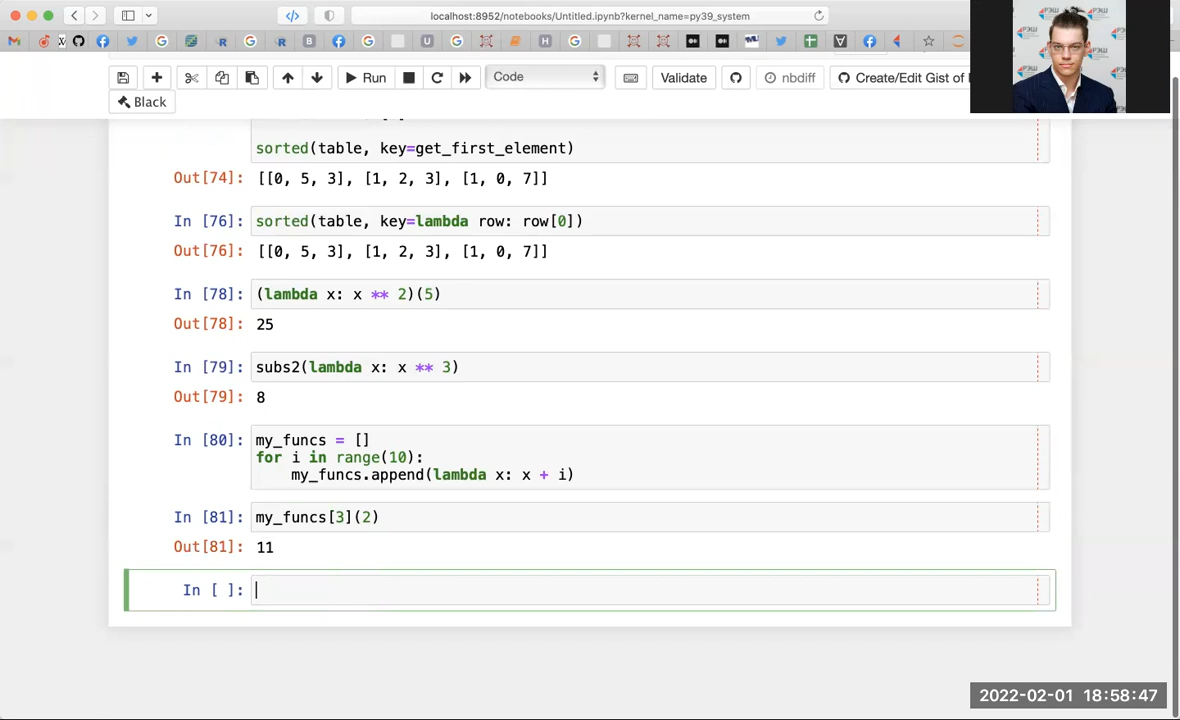 localhost:8952/notebooks/Untitled.ipynb?kernel_name=py39_system
Run
Code
Validate
nbdiff
Create/Edit Gist of
Black
sorted(table, key=get_first_element)
Out[74]: [[0, 5, 3], [1, 2, 3], [1, 0, 7]]
In [76]: sorted(table, key=lambda row: row[0])
Out[76]: [[0, 5, 3], [1, 2, 3], [1, 0, 7]]
In [78]: (lambda x: x ** 2)(5)
Out[78]: 25
In [79]: subs2(lambda x: x ** 3)
Out[79]: 8
In [80]: my_funcs = []
for i in range(10):
my_funcs.append(lambda x: x + i)
In [81]: my_funcs[3](2)
Out[81]: 11
In [ ]:
РЭШ
2022-02-01 18:58:47